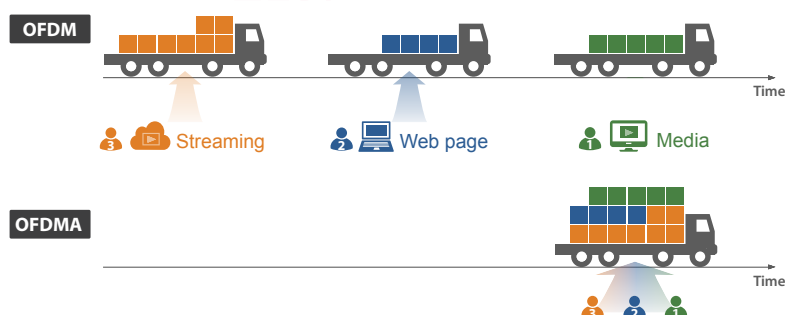 OFDM
Time
3 Streaming
2 Web page
1 Media
OFDMA
Time
3 2 1